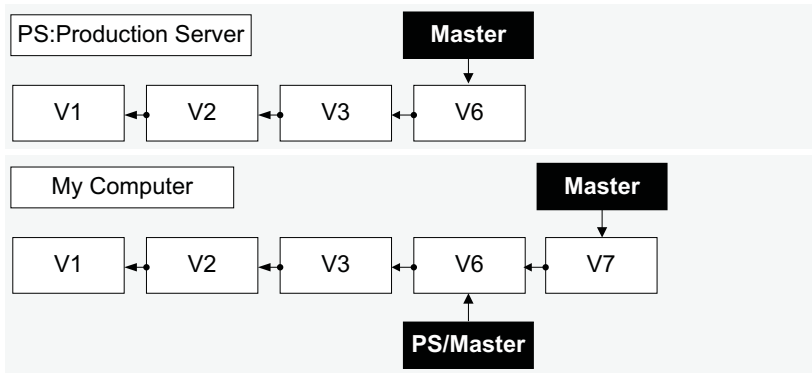 PS:Production Server
Master
V1 V2 V3 V6
My Computer
Master
V1 V2 V3 V6 V7
PS/Master